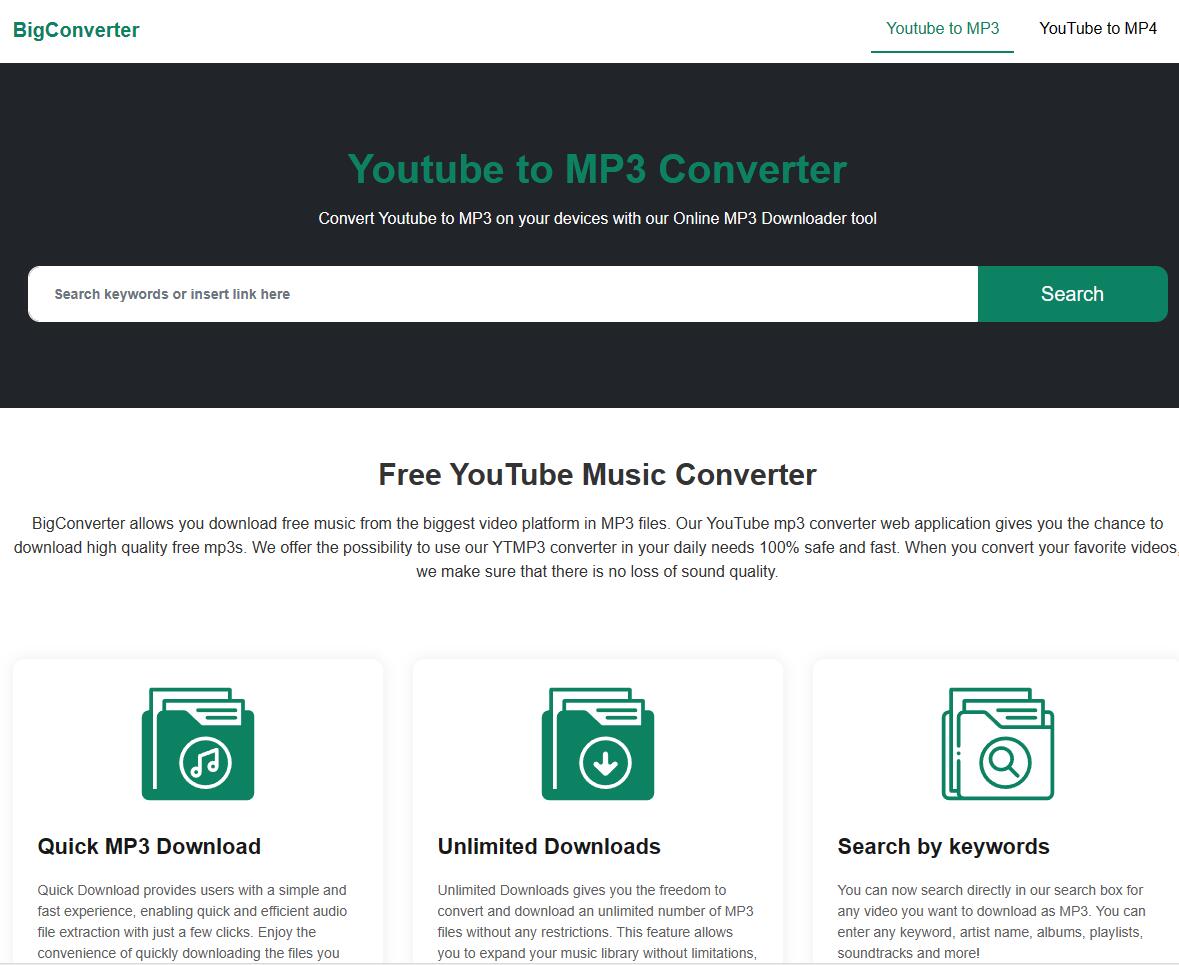 BigConverter
Youtube to MP3
YouTube to MP4
Youtube to MP3 Converter
Convert Youtube to MP3 on your devices with our Online MP3 Downloader tool
Search keywords or insert link here
Search
Free YouTube Music Converter
BigConverter allows you download free music from the biggest video platform in MP3 files. Our YouTube mp3 converter web application gives you the chance to
download high quality free mp3s. We offer the possibility to use our YTMP3 converter in your daily needs 100% safe and fast. When you convert your favorite videos,
we make sure that there is no loss of sound quality.
Quick MP3 Download
Quick Download provides users with a simple and
fast experience, enabling quick and efficient audio
file extraction with just a few clicks. Enjoy the
convenience of quickly downloading the files you
Unlimited Downloads
Unlimited Downloads gives you the freedom to
convert and download an unlimited number of MP3
files without any restrictions. This feature allows
you to expand your music library without limitations,
Search by keywords
You can now search directly in our search box for
any video you want to download as MP3. You can
enter any keyword, artist name, albums, playlists,
soundtracks and more!